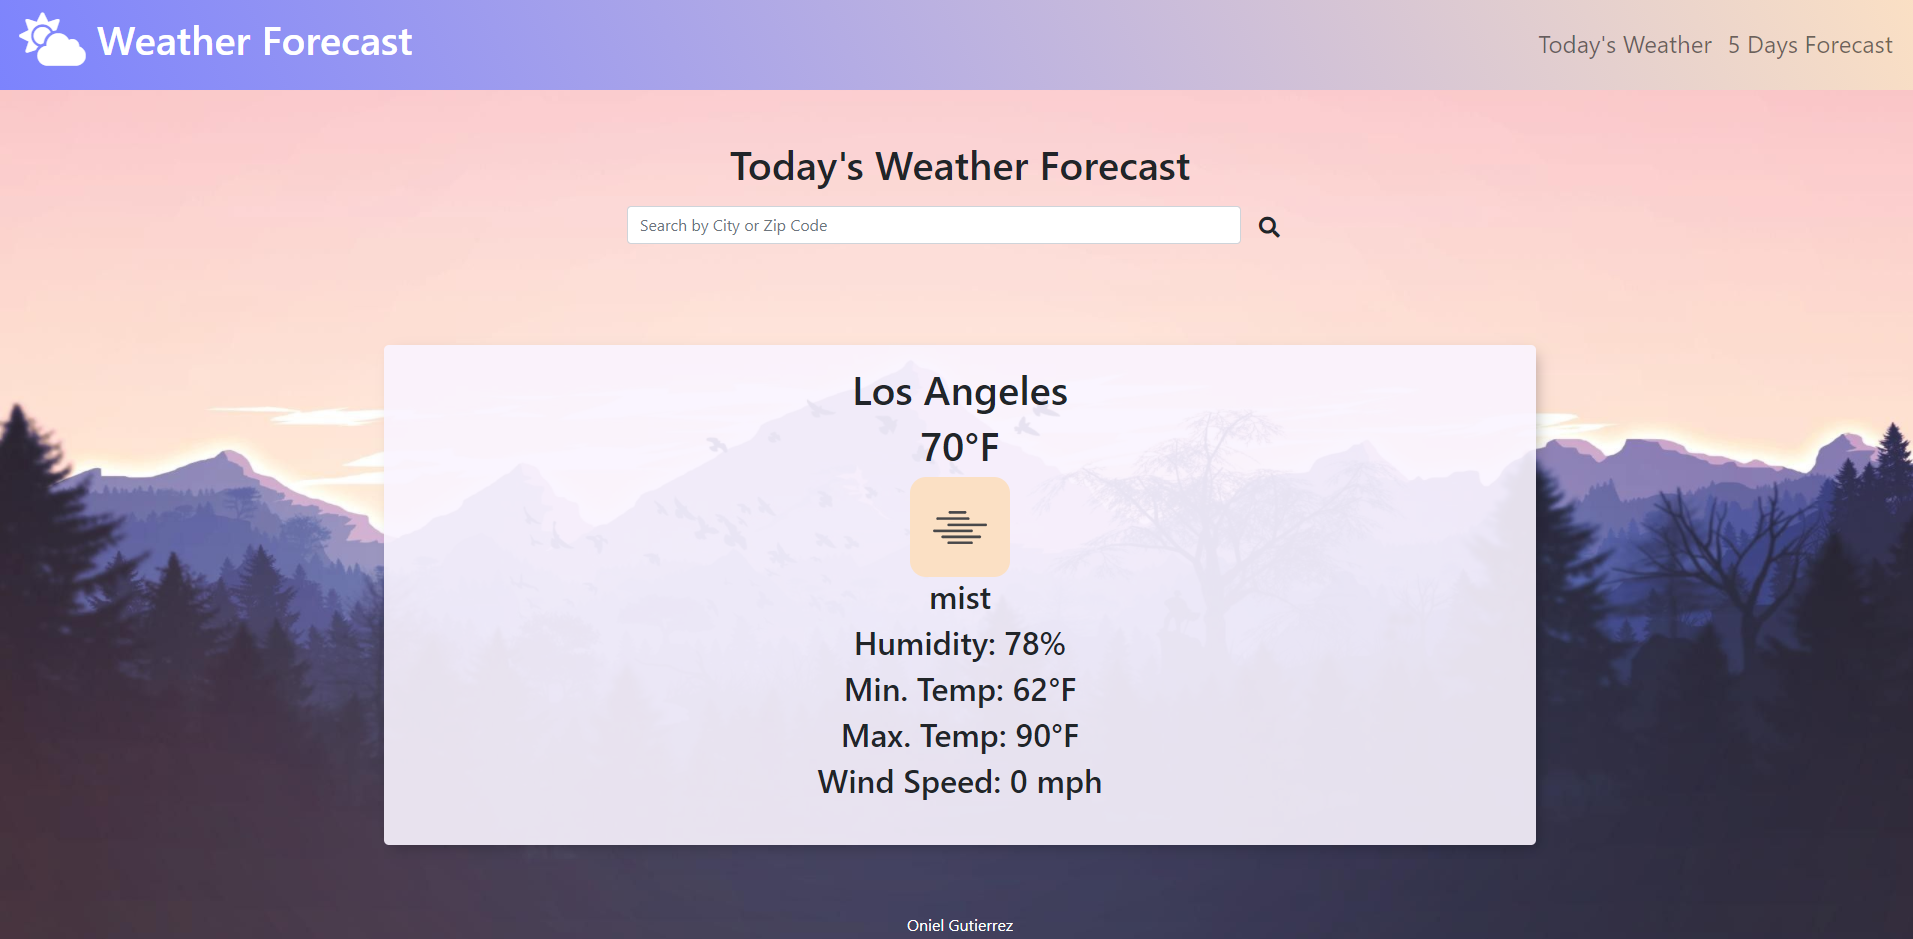 Weather Forecast
Today's Weather 5 Days Forecast
Today's Weather Forecast
Search by City or Zip Code
Los Angeles
70°F
mist
Humidity: 78%
Min. Temp: 62°F
Max. Temp: 90°F
Wind Speed: 0 mph
Oniel Gutierrez